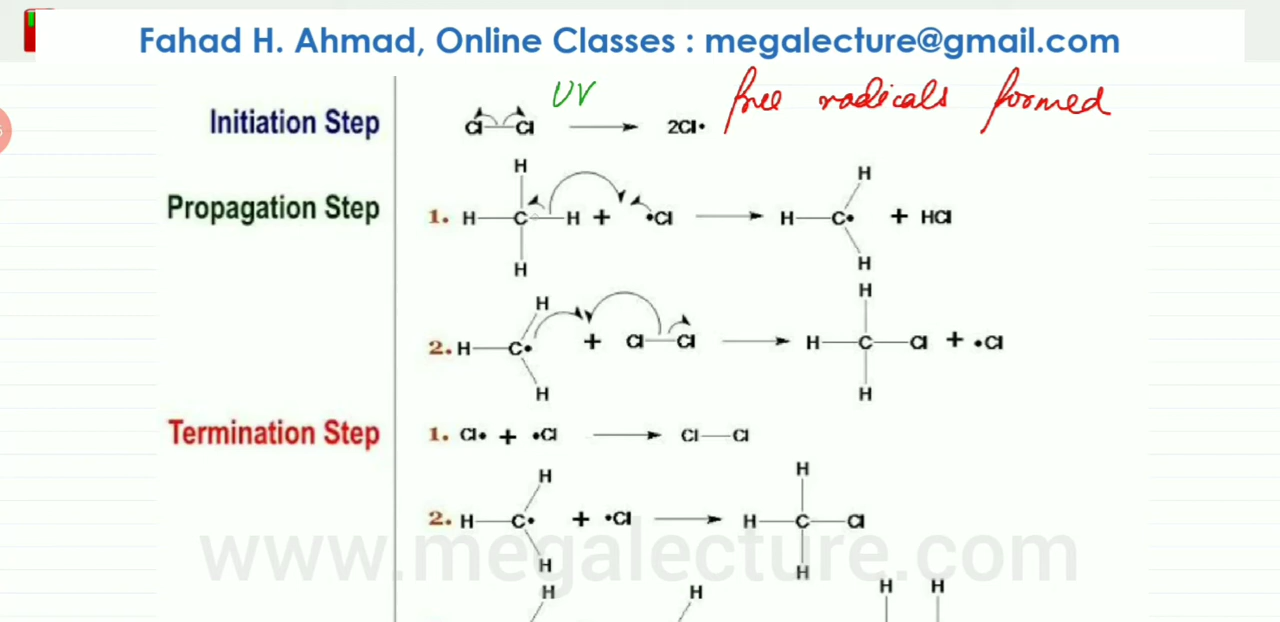 Fahad H. Ahmad, Online Classes : megalecture@gmail.com
UV free radicals formed
Initiation Step Cl—Cl → 2Cl•
H
H
Propagation Step 1. H—C—H + •Cl → H—C• + HCl
H H
H H
2. H—C• + Cl—Cl → H—C—Cl + •Cl
H H
Termination Step 1. Cl• + •Cl → Cl—Cl
H H
2. H—C• + •Cl → H—C—Cl
www.megalecture.com
H H
H H H H